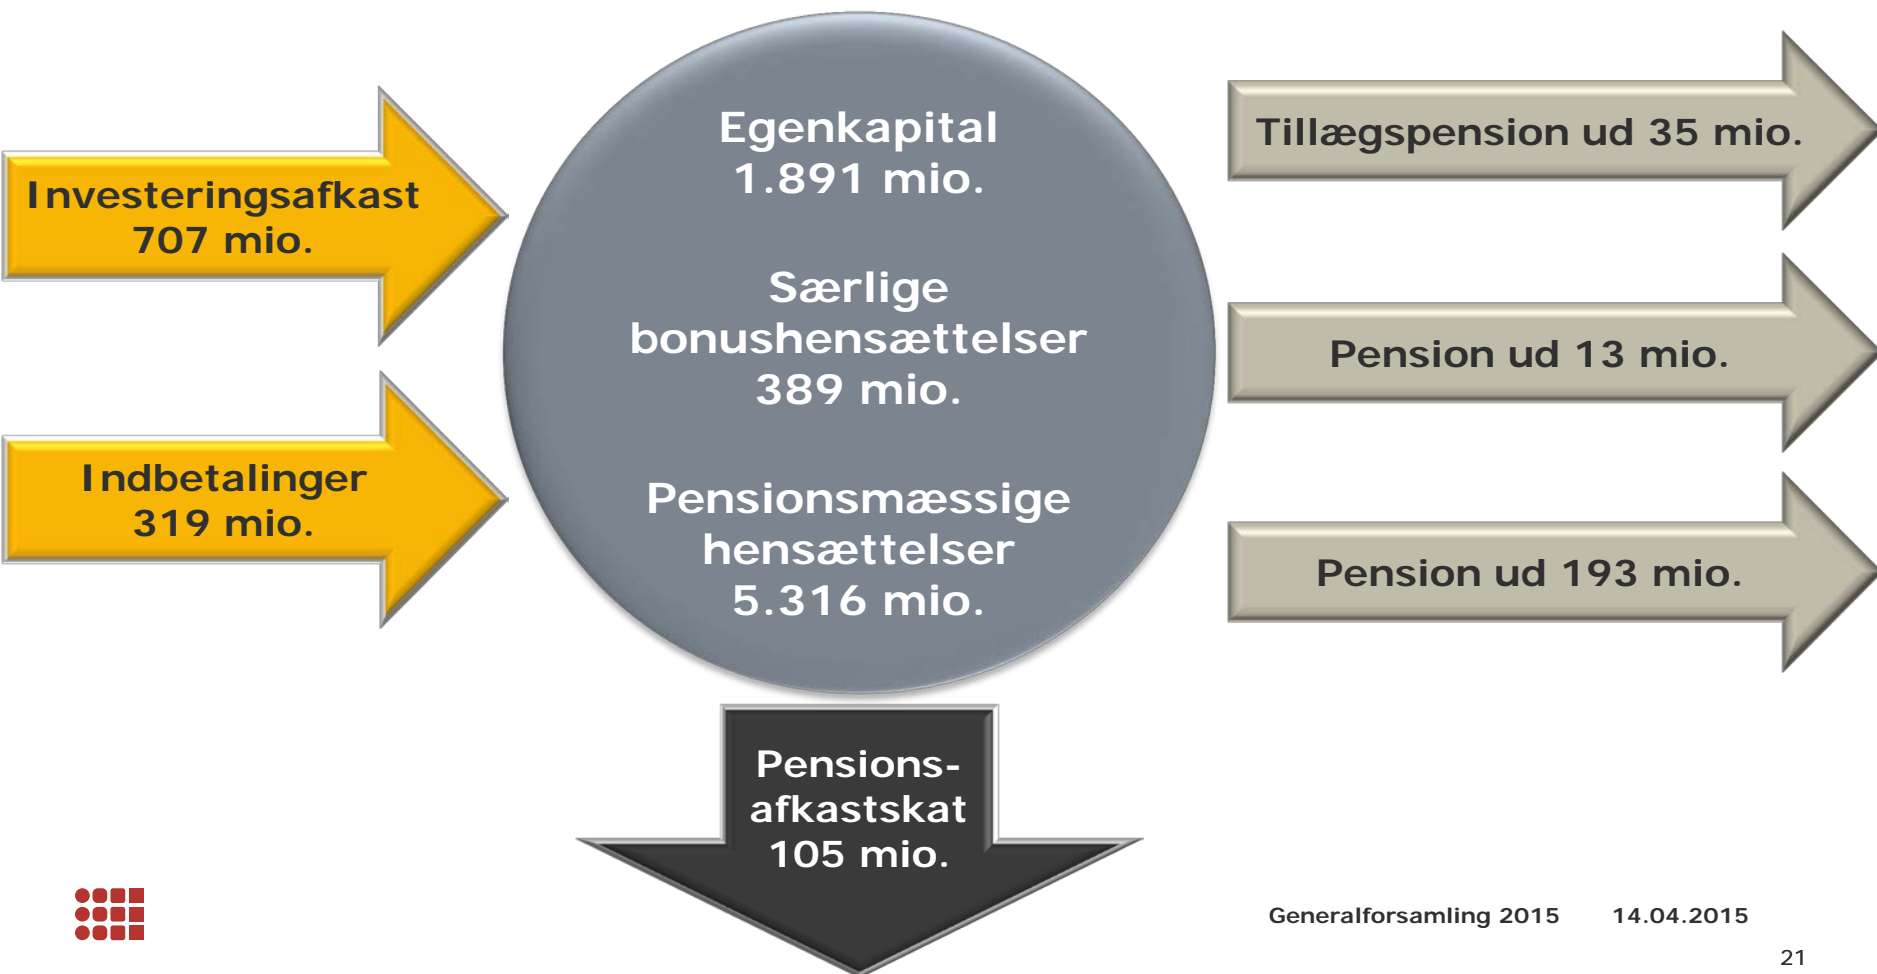 Investeringsafkast
707 mio.
Indbetalinger
319 mio.
Egenkapital
1.891 mio.
Særlige
bonushensættelser
389 mio.
Pensionsmæssige
hensættelser
5.316 mio.
Tillægspension ud 35 mio.
Pension ud 13 mio.
Pension ud 193 mio.
Pensions-
afkastskat
105 mio.
Generalforsamling 2015 14.04.2015
21